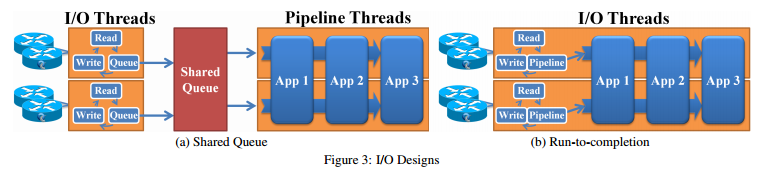 I/O Threads
Pipeline Threads
Read
Write Queue
Read
Write Queue
Shared
Queue
App 1
App 2
App 3
(a) Shared Queue
I/O Threads
Read
Write Pipeline
Read
Write Pipeline
App 1
App 2
App 3
(b) Run-to-completion
Figure 3: I/O Designs